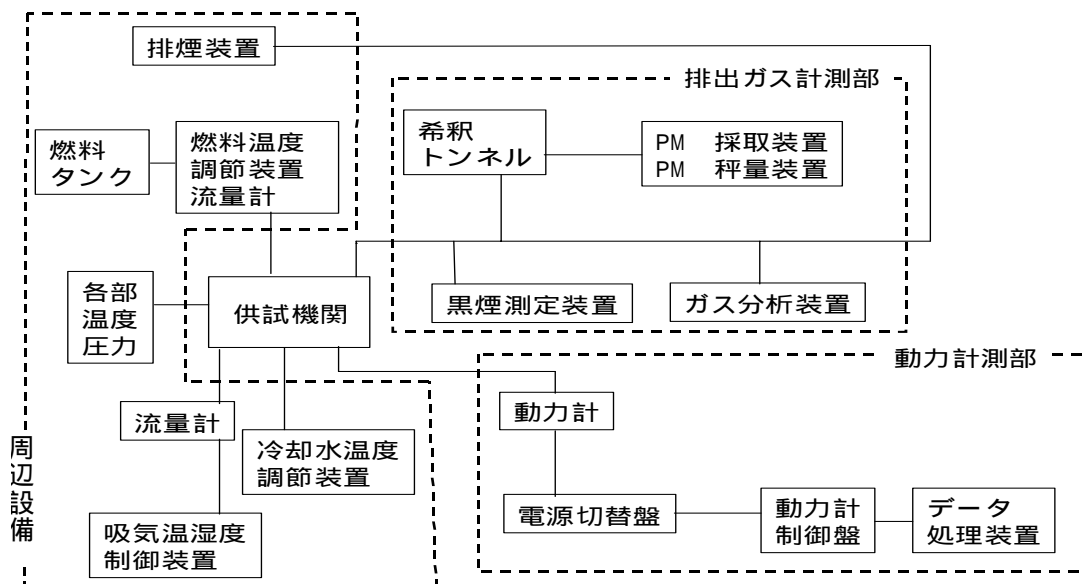 排煙装置
排出ガス計測部
希釈
トンネル
PM 採取装置
PM 秤量装置
燃料
タンク
燃料温度
調節装置
流量計
各部
温度
圧力
供試機関
黒煙測定装置
ガス分析装置
動力計測部
流量計
冷却水温度
調節装置
動力計
周辺設備
吸気温湿度
制御装置
電源切替盤
動力計
制御盤
データ
処理装置